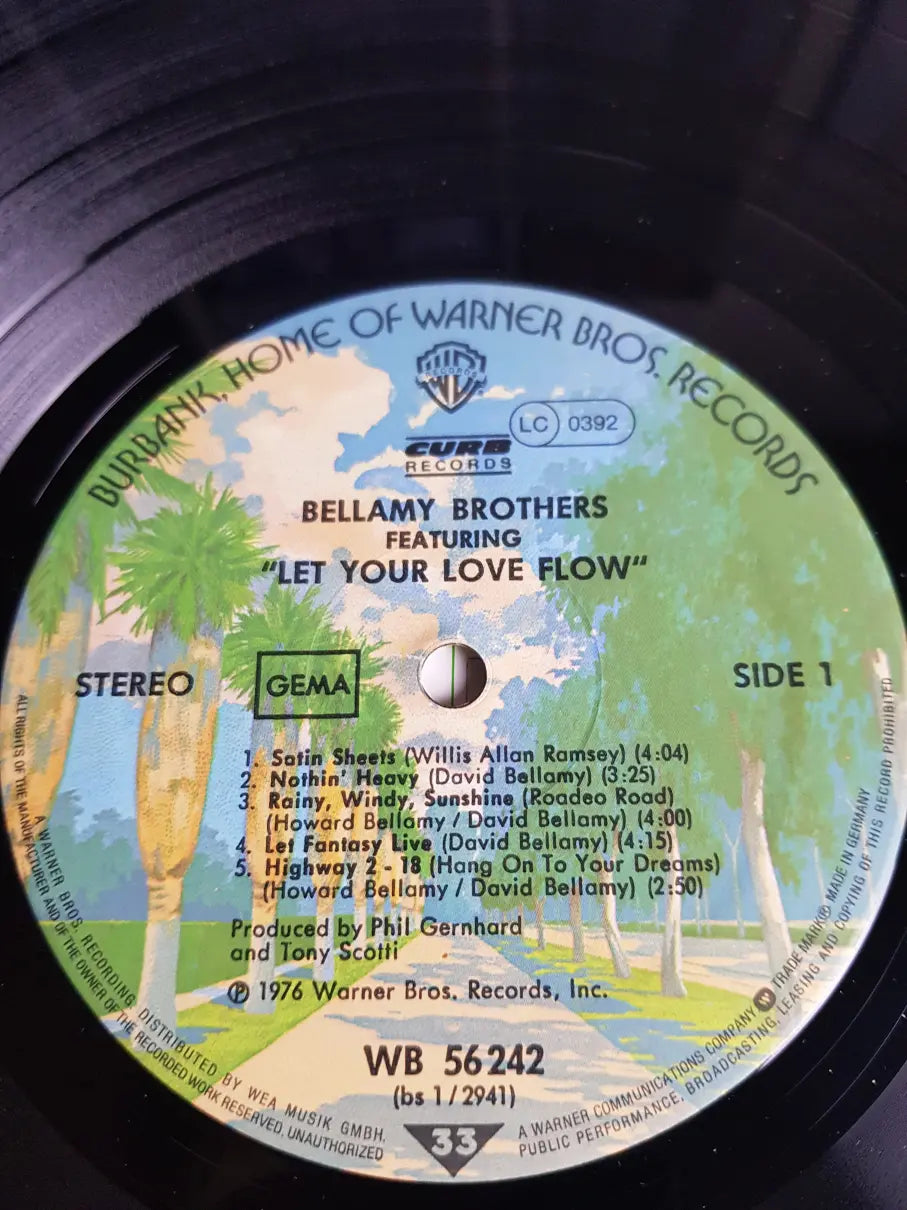 BURBANK, HOME OF WARNER BROS. RECORDS
RECORDS
LC 0392
CURB
RECORDS
BELLAMY BROTHERS
FEATURING
"LET YOUR LOVE FLOW"
STEREO
GEMA
SIDE 1
1. Satin Sheets (Willis Allan Ramsey) (4:04)
2. Nothin' Heavy (David Bellamy) (3:25)
3. Rainy, Windy, Sunshine (Roadeo Road)
(Howard Bellamy / David Bellamy) (4:00)
4. Let Fantasy Live (David Bellamy) (4:15)
5. Highway 2 - 18 (Hang On To Your Dreams)
(Howard Bellamy / David Bellamy) (2:50)
Produced by Phil Gernhard
and Tony Scotti
℗ 1976 Warner Bros. Records, Inc.
WB 56 242
(bs 1 / 2941)
33
A WARNER BROS. RECORDING DISTRIBUTED BY WEA MUSIK GMBH.
A WARNER COMMUNICATIONS COMPANY W TRADE MARK® MADE IN GERMANY
ALL RIGHTS OF THE MANUFACTURER AND OF THE OWNER OF THE RECORDED WORK RESERVED. UNAUTHORIZED
PUBLIC PERFORMANCE, BROADCASTING, LEASING AND COPYING OF THIS RECORD PROHIBITED